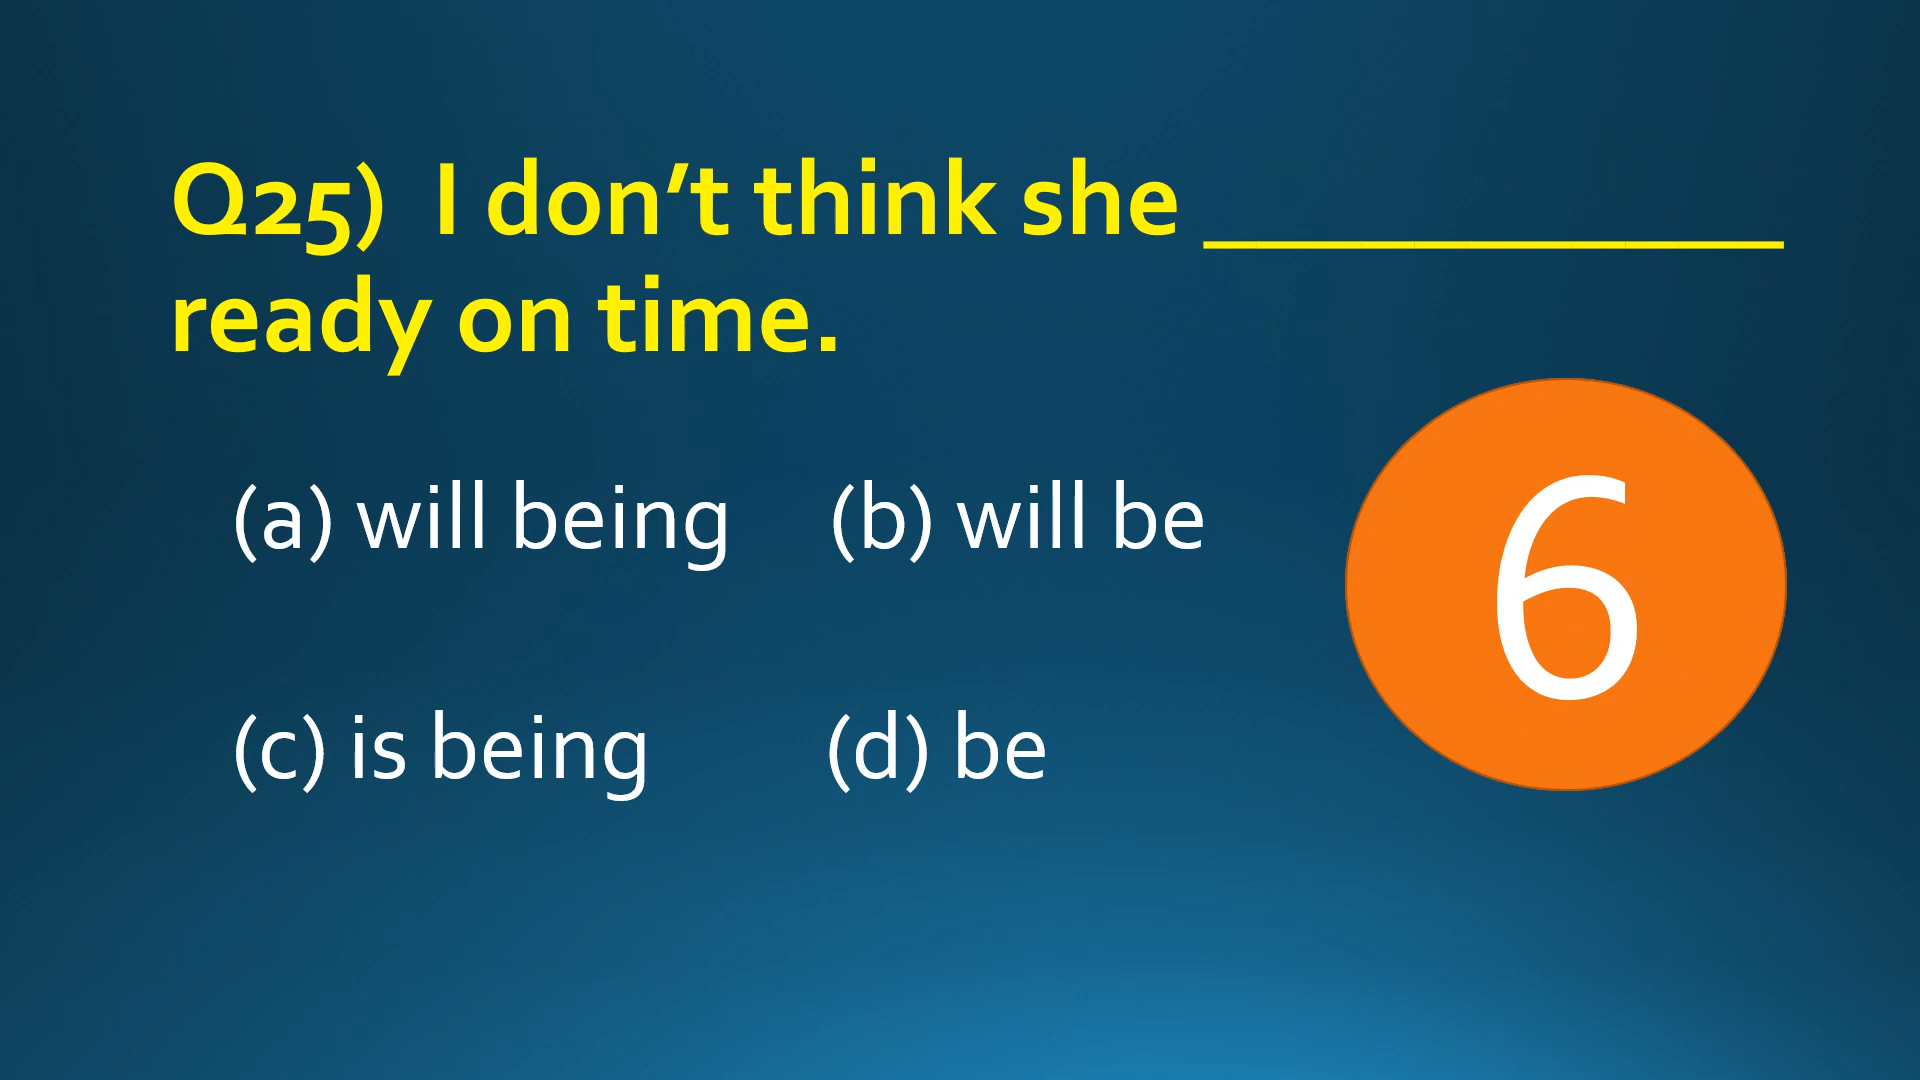 Q25) I don’t think she ___________
ready on time.
(a) will being (b) will be
6
(c) is being (d) be